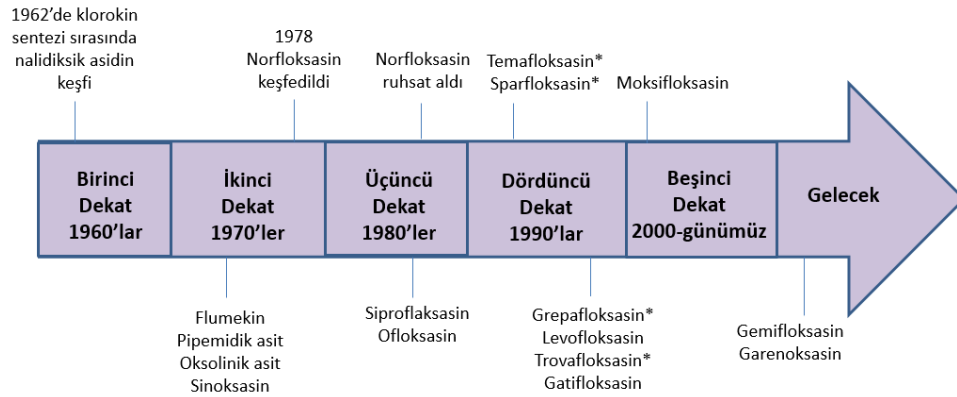 1962’de klorokin
sentezi sırasında
nalidiksik asidin
keşfi
1978
Norfloksasin
keşfedildi
Norfloksasin
ruhsat aldı
Temafloksasin*
Sparfloksasin*
Moksifloksasin
Birinci
Dekat
1960’lar
İkinci
Dekat
1970’ler
Üçüncü
Dekat
1980’ler
Dördüncü
Dekat
1990’lar
Beşinci
Dekat
2000-günümüz
Gelecek
Flumekin
Pipemidik asit
Oksolinik asit
Sinoksasin
Siproflaksasin
Ofloksasin
Grepafloksasin*
Levofloksasin
Trovafloksasin*
Gatifloksasin
Gemifloksasin
Garenoksasin